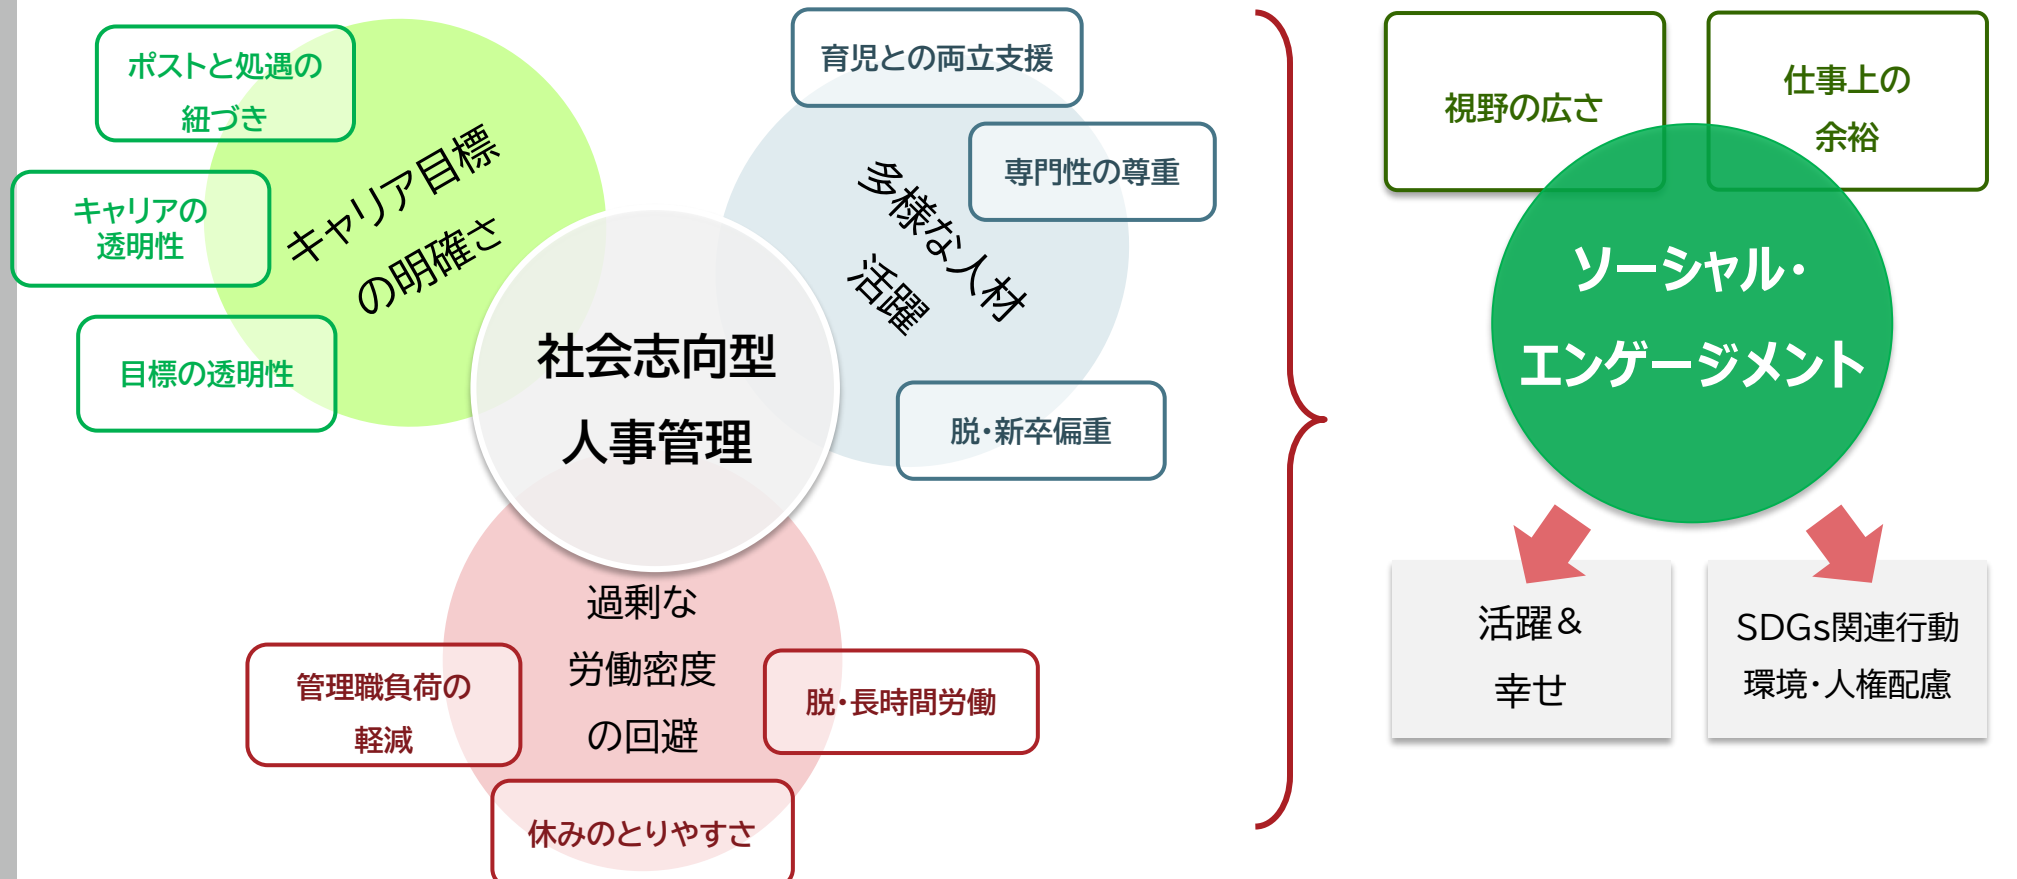 ポストと処遇の
紐づき
キャリアの
透明性
目標の透明性
キャリア目標
の明確さ
育児との両立支援
専門性の尊重
多様な人材
活躍
脱・新卒偏重
社会志向型
人事管理
過剰な
労働密度
の回避
管理職負荷の
軽減
脱・長時間労働
休みのとりやすさ
視野の広さ
仕事上の
余裕
ソーシャル・
エンゲージメント
活躍＆
幸せ
SDGs関連行動
環境・人権配慮